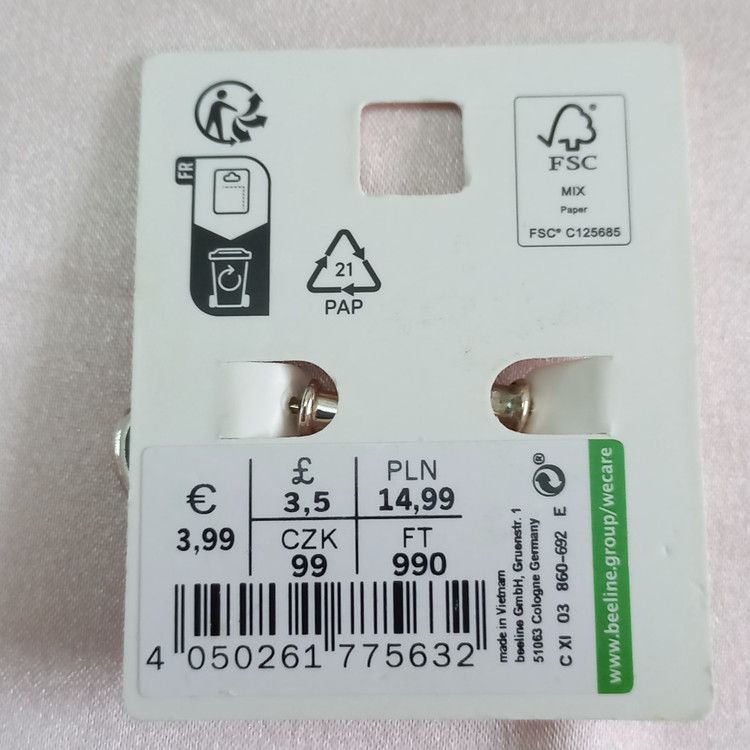 FR
21
PAP
FSC
MIX
Paper
FSC® C125685
€
3,99
£
3,5
PLN
14,99
CZK
99
FT
990
4 050261 775632
made in Vietnam
beeline GmbH, Gruenstr. 1
51063 Cologne Germany
C XI 03 860-692 E
®
www.beeline.group/wecare